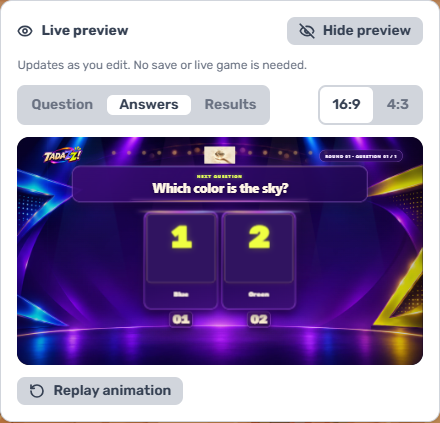 Live preview
Hide preview
Updates as you edit. No save or live game is needed.
Question
Answers
Results
16:9
4:3
TADAZZ!
ROUND 01 • QUESTION 01 / 1
NEXT QUESTION
Which color is the sky?
1
2
Blue
Green
01
02
Replay animation